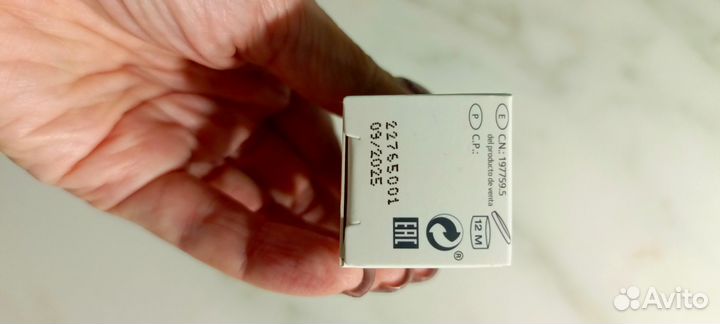 E C.N.: 197759.5
del producto de venta
P C.P.:
22765001
09/2025
EAC
®
12 M
Avito